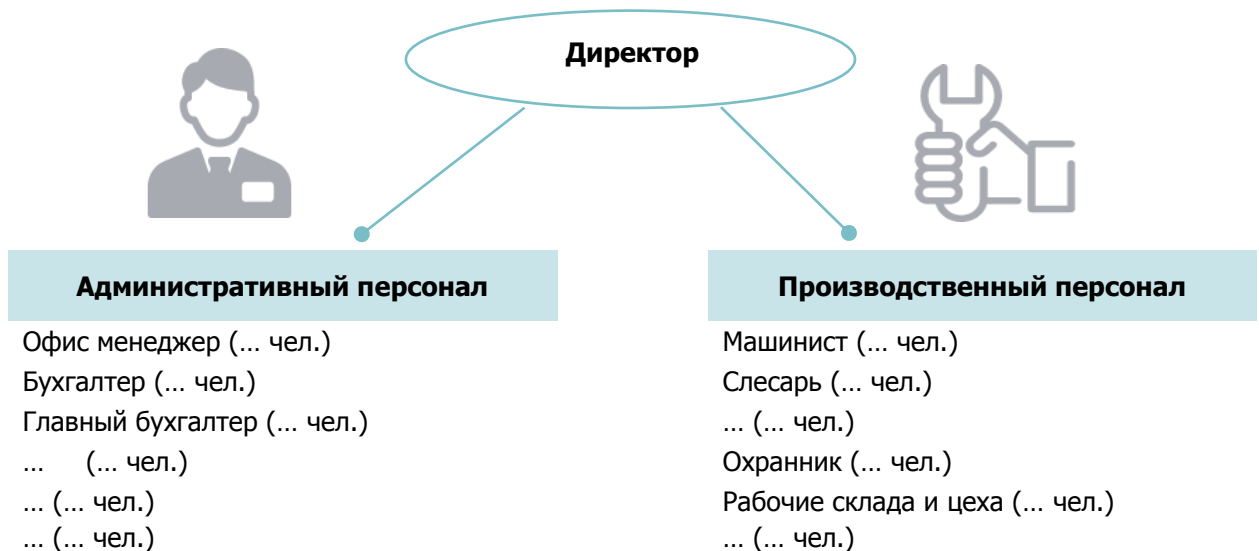 Директор
Административный персонал
Офис менеджер (... чел.)
Бухгалтер (... чел.)
Главный бухгалтер (... чел.)
... (... чел.)
... (... чел.)
... (... чел.)
Производственный персонал
Машинист (... чел.)
Слесарь (... чел.)
... (... чел.)
Охранник (... чел.)
Рабочие склада и цеха (... чел.)
... (... чел.)